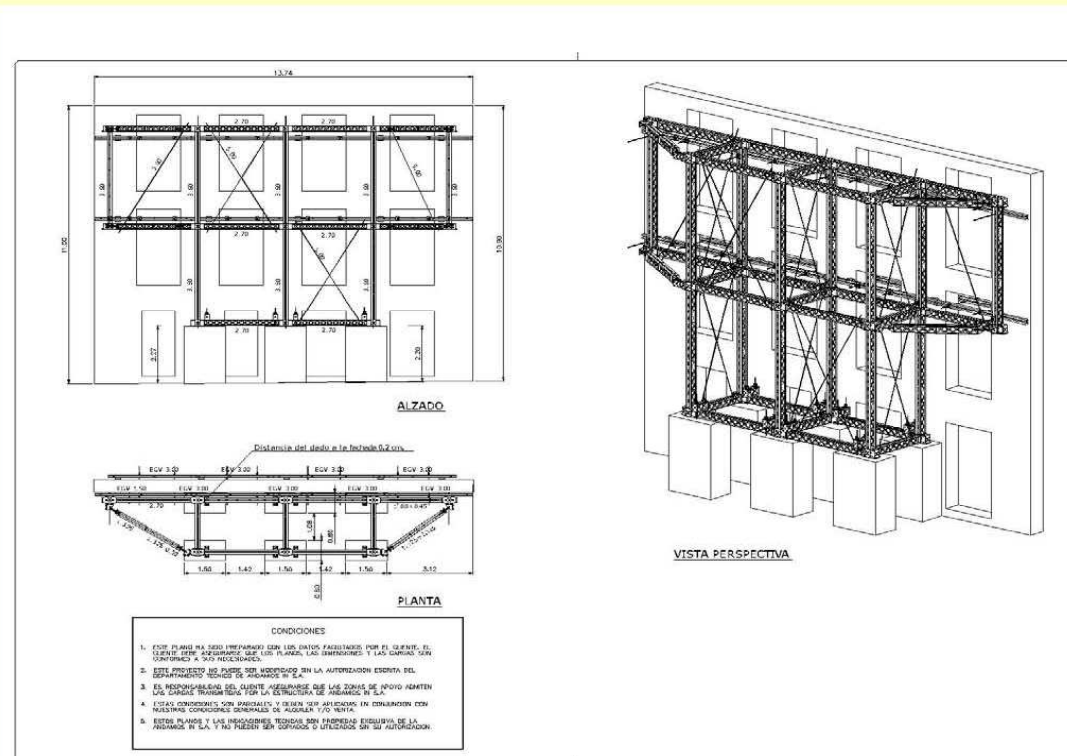 13.74
2.70
2.70
3.50
3.50
3.50
3.50
3.50
11.00
10.90
2.70
2.70
3.50
3.50
3.50
2.70
2.70
2.20
ALZADO
Distancia del dado a la fachada 0.2 cm.
EGV 3.00
EGV 3.00
EGV 3.00
EGV 3.00
EGV 1.50
EGV 3.00
EGV 3.00
EGV 3.00
EGV 3.00
2.70
1.08
0.80
1.50
1.42
1.50
1.42
1.50
3.12
PLANTA
VISTA PERSPECTIVA
CONDICIONES
1. ESTE PLANO HA SIDO PREPARADO CON LOS DATOS FACILITADOS POR EL CLIENTE. EL
CLIENTE DEBE ASEGURARSE QUE LOS PLANOS, LAS DIMENSIONES Y LAS CARGAS SON
CONFORMES A SUS NECESIDADES.
2. ESTE PROYECTO NO PUEDE SER MODIFICADO SIN LA AUTORIZACION ESCRITA DEL
DEPARTAMENTO TECNICO DE ANDAMIOS IN S.A.
3. ES RESPONSABILIDAD DEL CLIENTE ASEGURARSE QUE LAS ZONAS DE APOYO ADMITEN
LAS CARGAS TRANSMITIDAS POR LA ESTRUCTURA DE ANDAMIOS IN S.A.
4. ESTAS CONDICIONES SON PARCIALES Y DEBEN SER APLICADAS EN CONJUNCION CON
NUESTRAS CONDICIONES GENERALES DE ALQUILER Y/O VENTA.
5. ESTOS PLANOS Y LAS INDICACIONES TECNICAS SON PROPIEDAD EXCLUSIVA DE LA
ANDAMIOS IN S.A. Y NO PUEDEN SER COPIADOS O UTILIZADOS SIN SU AUTORIZACION.